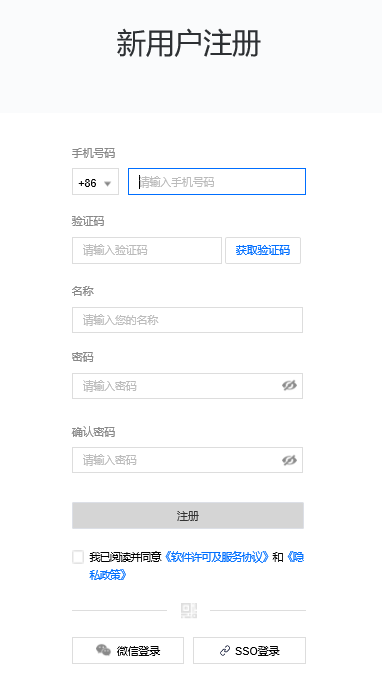 新用户注册
手机号码
+86
请输入手机号码
验证码
请输入验证码
获取验证码
名称
请输入您的名称
密码
请输入密码
确认密码
请输入密码
注册
我已阅读并同意《软件许可及服务协议》和《隐
私政策》
微信登录
SSO登录